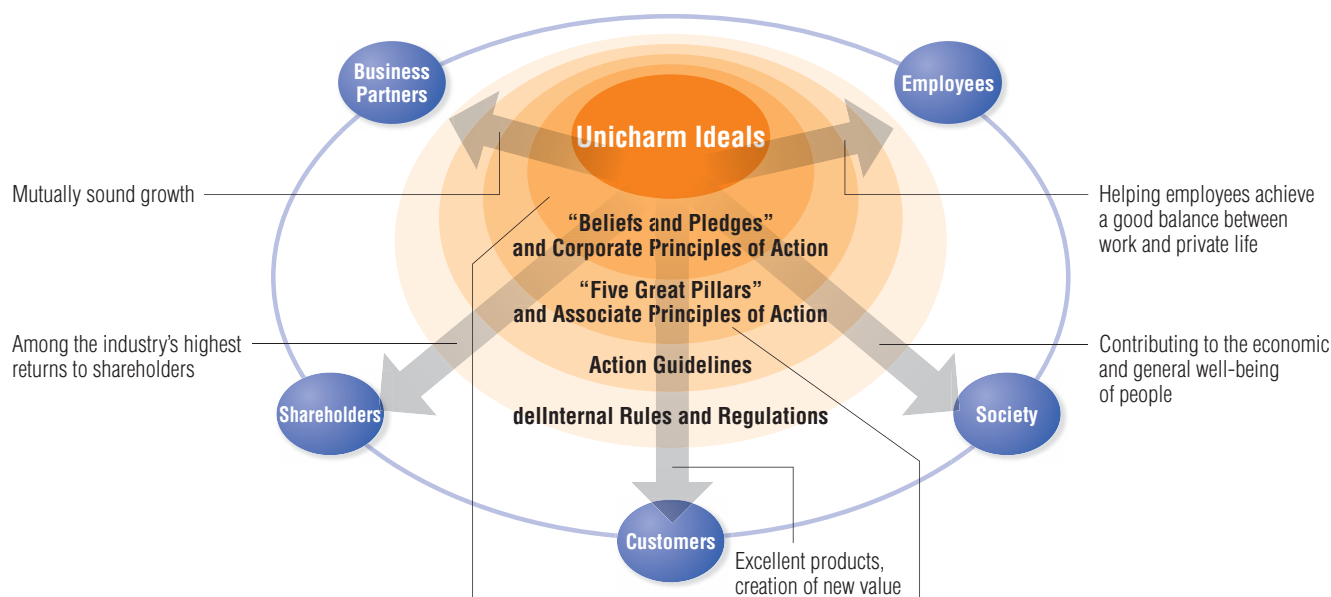 Business
Partners
Employees
Unicharm Ideals
Mutually sound growth
Helping employees achieve
a good balance between
work and private life
“Beliefs and Pledges”
and Corporate Principles of Action
“Five Great Pillars”
and Associate Principles of Action
Among the industry’s highest
returns to shareholders
Contributing to the economic
and general well-being
of people
Action Guidelines
Shareholders
delInternal Rules and Regulations
Society
Customers
Excellent products,
creation of new value